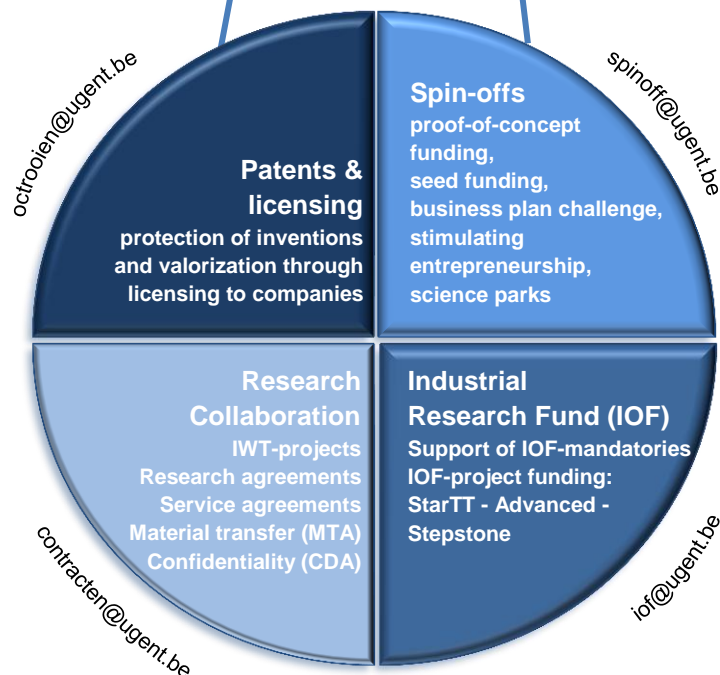 octrooien@ugent.be
Patents &
licensing
protection of inventions
and valorization through
licensing to companies
spinoff@ugent.be
Spin-offs
proof-of-concept
funding,
seed funding,
business plan challenge,
stimulating
entrepreneurship,
science parks
Research
Collaboration
IWT-projects
Research agreements
Service agreements
Material transfer (MTA)
Confidentiality (CDA)
contracten@ugent.be
Industrial
Research Fund (IOF)
Support of IOF-mandatories
IOF-project funding:
StarTT - Advanced -
Stepstone
iof@ugent.be